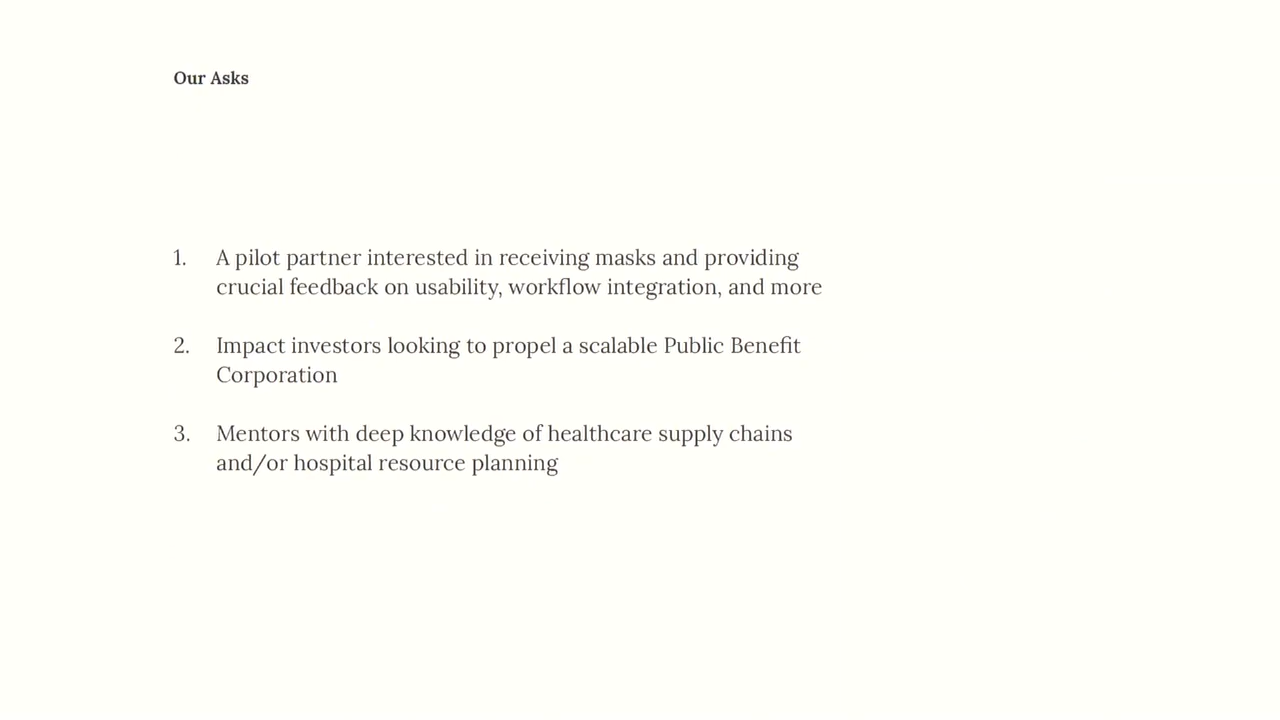 Our Asks
1. A pilot partner interested in receiving masks and providing
crucial feedback on usability, workflow integration, and more
2. Impact investors looking to propel a scalable Public Benefit
Corporation
3. Mentors with deep knowledge of healthcare supply chains
and/or hospital resource planning